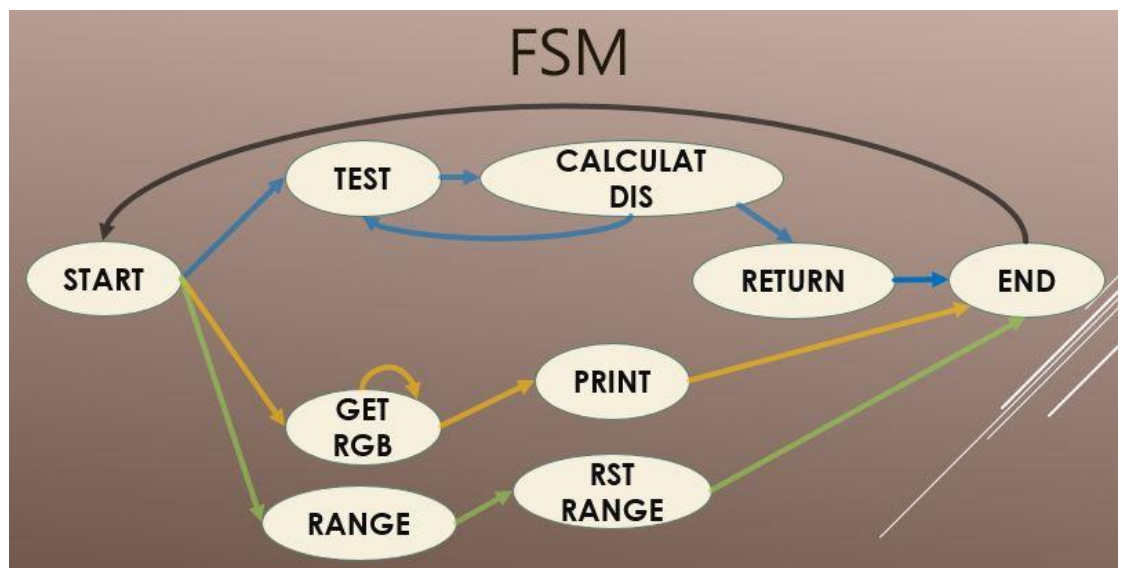 FSM
TEST
CALCULAT
DIS
START
RETURN
END
PRINT
GET
RGB
RST
RANGE
RANGE